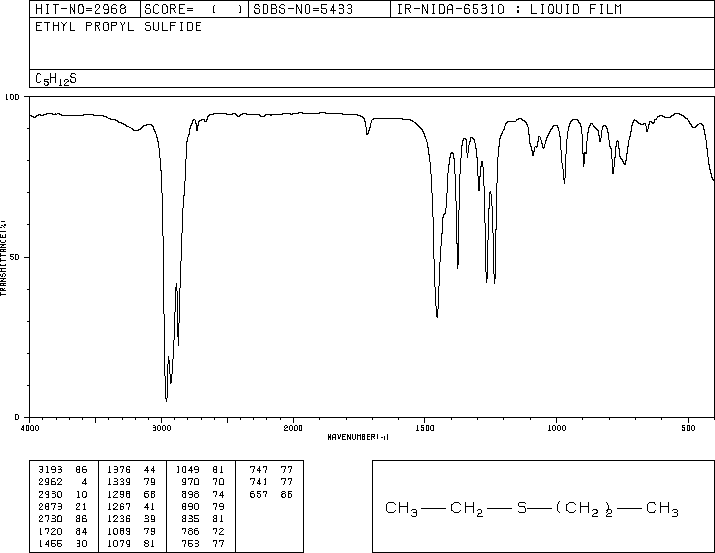 HIT-NO=2968 SCORE= ( ) SDBS-NO=5433 IR-NIDA-65310 : LIQUID FILM
ETHYL PROPYL SULFIDE
C5H12S
100
50
0
TRANSMITTANCE(%)
4000 3000 2000 1500 1000 500
WAVENUMBER(-1)
3193 86 1376 44 1049 81 747 77
2962 4 1339 79 970 70 741 77
2930 10 1298 68 898 74 657 86
2873 21 1267 41 890 79
2730 86 1236 39 835 81
1720 84 1089 79 786 72
1455 30 1079 81 753 77
CH3—CH2—S—(CH2)2—CH3